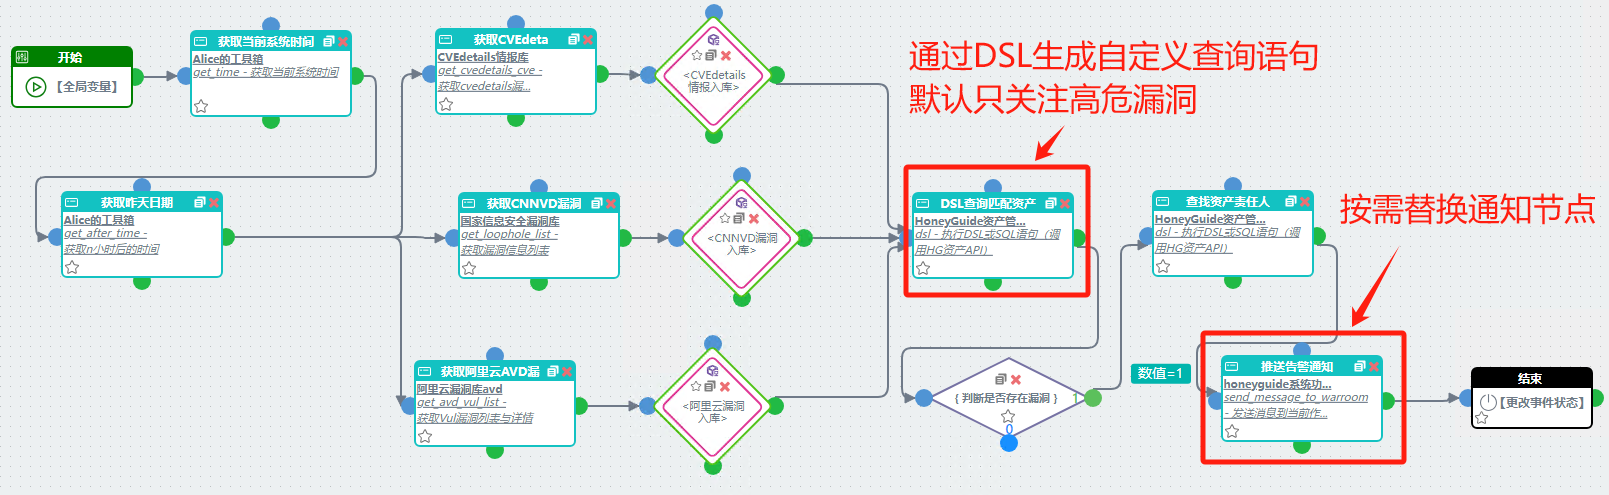 开始
【全局变量】
获取当前系统时间
Alice的工具箱
get_time - 获取当前系统时间
获取昨天日期
Alice的工具箱
get_after_time -
获取n小时后的时间
获取CVEdeta
CVEdetails情报库
get_cvedetails_cve -
获取cvedetails漏...
<CVEdetails
情报入库>
获取CNNVD漏洞
国家信息安全漏洞库
get_loophole_list -
获取漏洞信息列表
<CNNVD漏洞
入库>
获取阿里云AVD漏
阿里云漏洞库avd
get_avd_vul_list -
获取Vul漏洞列表与详情
<阿里云漏洞
入库>
通过DSL生成自定义查询语句
默认只关注高危漏洞
DSL查询匹配资产
HoneyGuide资产管...
dsl - 执行DSL或SQL语句（调
用HG资产API）
{ 判断是否存在漏洞 }
1
0
数值=1
查找资产责任人
HoneyGuide资产管...
dsl - 执行DSL或SQL语句（调
用HG资产API）
按需替换通知节点
推送告警通知
honeyguide系统功...
send_message_to_warroom
- 发送消息到当前作...
结束
【更改事件状态】